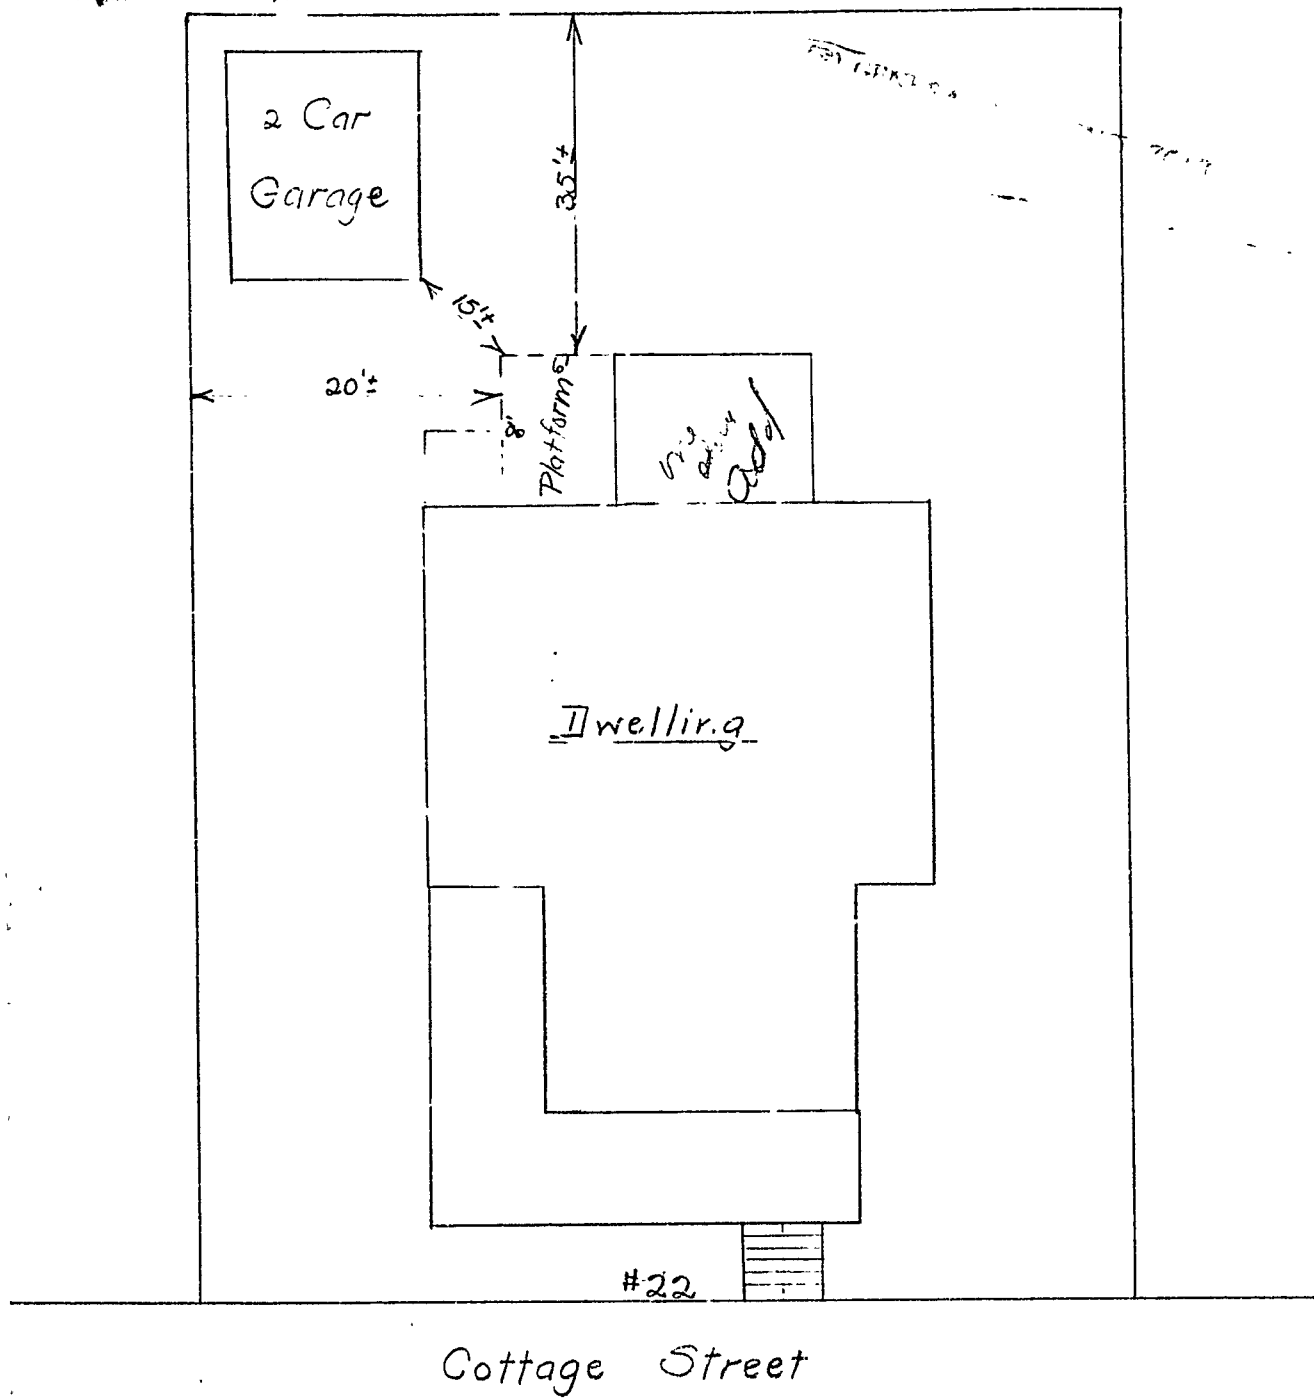 2 Car
Garage
35'±
15'±
20'±
8'
Platform
add
Dwelling
#22
Cottage Street